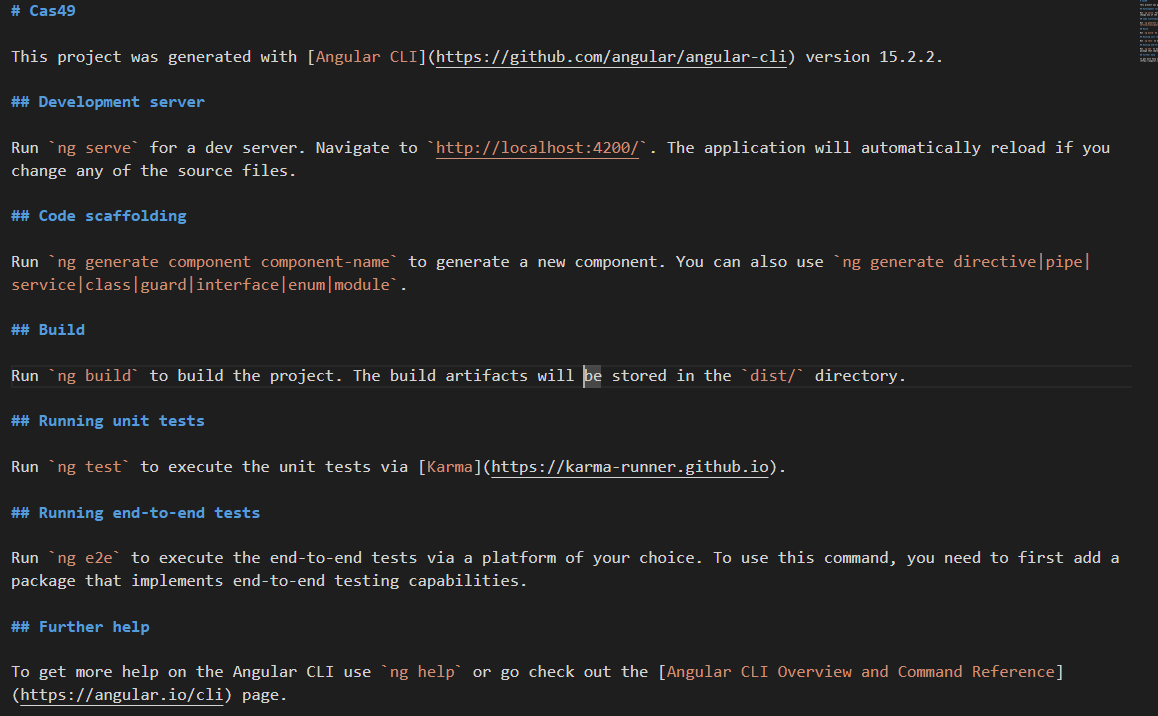 # Cas49
This project was generated with [Angular CLI](https://github.com/angular/angular-cli) version 15.2.2.
## Development server
Run `ng serve` for a dev server. Navigate to `http://localhost:4200/`. The application will automatically reload if you
change any of the source files.
## Code scaffolding
Run `ng generate component component-name` to generate a new component. You can also use `ng generate directive|pipe|
service|class|guard|interface|enum|module`.
## Build
Run `ng build` to build the project. The build artifacts will be stored in the `dist/` directory.
## Running unit tests
Run `ng test` to execute the unit tests via [Karma](https://karma-runner.github.io).
## Running end-to-end tests
Run `ng e2e` to execute the end-to-end tests via a platform of your choice. To use this command, you need to first add a
package that implements end-to-end testing capabilities.
## Further help
To get more help on the Angular CLI use `ng help` or go check out the [Angular CLI Overview and Command Reference]
(https://angular.io/cli) page.